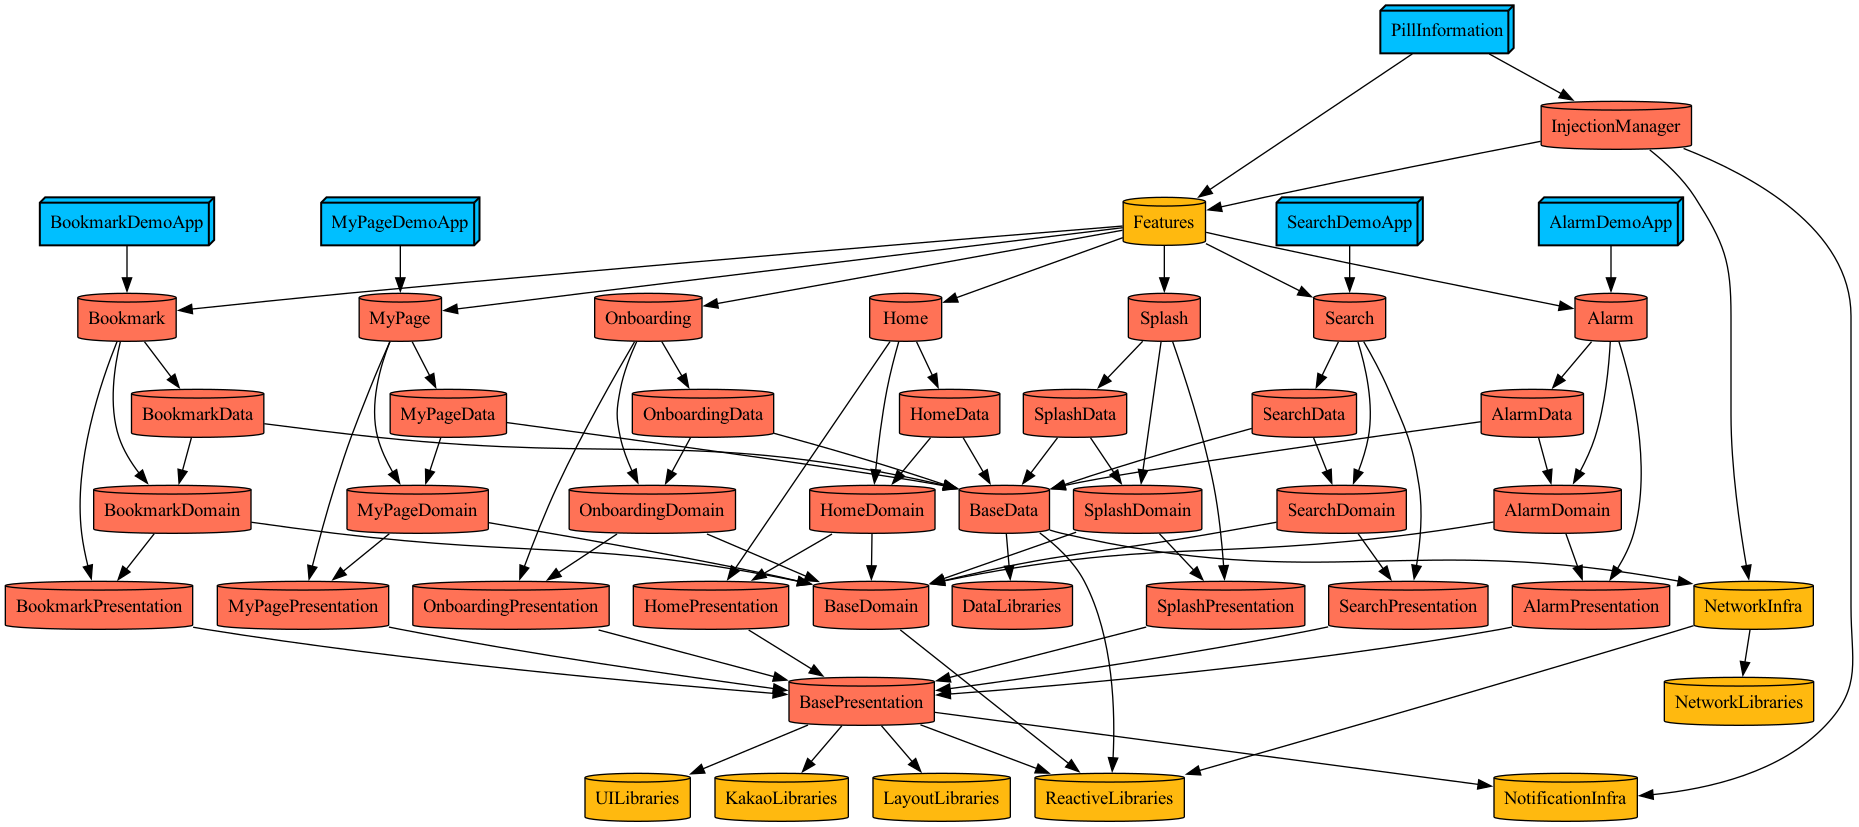 PillInformation
InjectionManager
BookmarkDemoApp
MyPageDemoApp
Features
SearchDemoApp
AlarmDemoApp
Bookmark
MyPage
Onboarding
Home
Splash
Search
Alarm
BookmarkData
MyPageData
OnboardingData
HomeData
SplashData
SearchData
AlarmData
BookmarkDomain
MyPageDomain
OnboardingDomain
HomeDomain
BaseData
SplashDomain
SearchDomain
AlarmDomain
BookmarkPresentation
MyPagePresentation
OnboardingPresentation
HomePresentation
BaseDomain
DataLibraries
SplashPresentation
SearchPresentation
AlarmPresentation
NetworkInfra
BasePresentation
NetworkLibraries
UILibraries
KakaoLibraries
LayoutLibraries
ReactiveLibraries
NotificationInfra